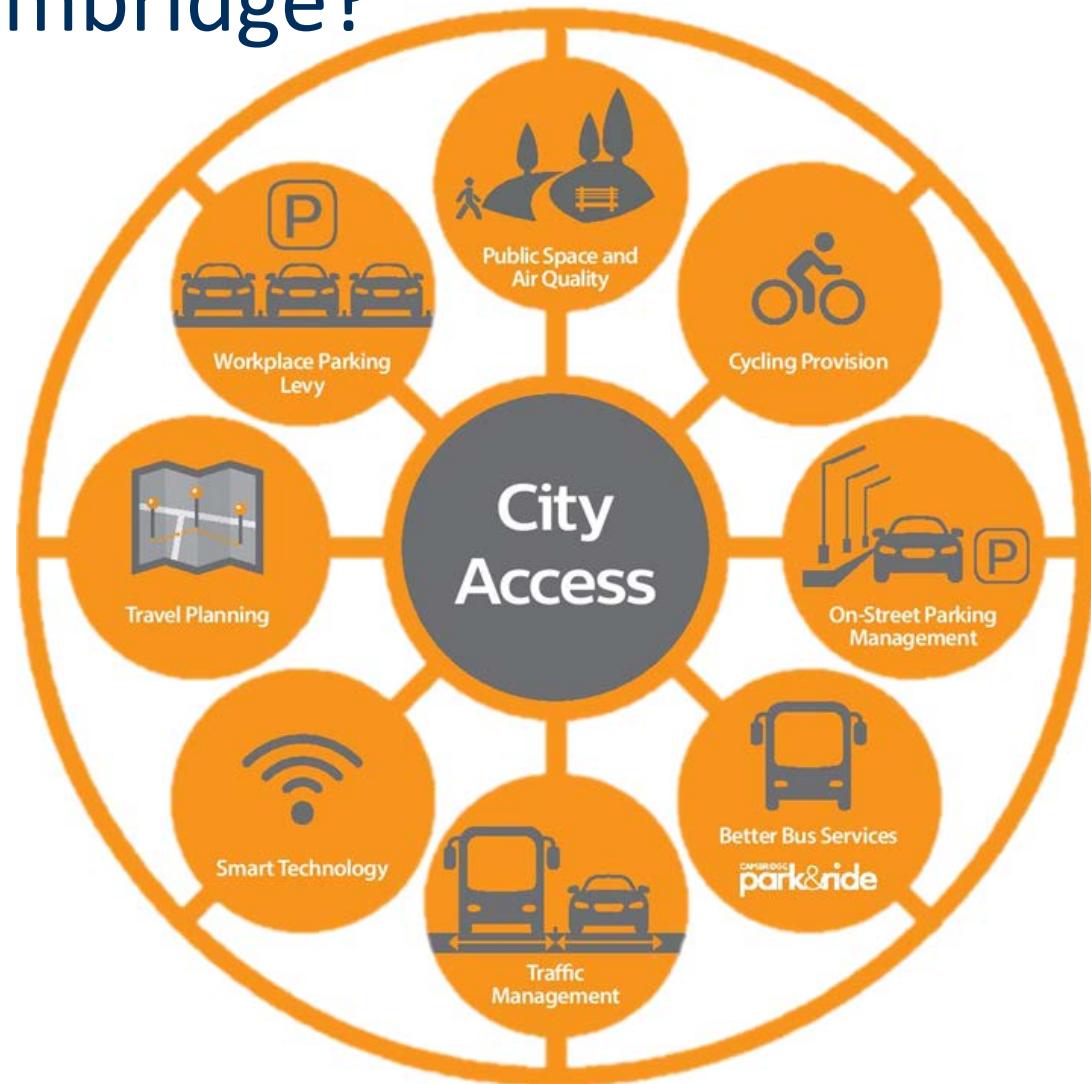 mbridge?
Public Space and
Air Quality
P
Workplace Parking
Levy
Cycling Provision
City
Access
Travel Planning
P
On-Street Parking
Management
Smart Technology
Better Bus Services
CAMBRIDGE
park&ride
Traffic
Management